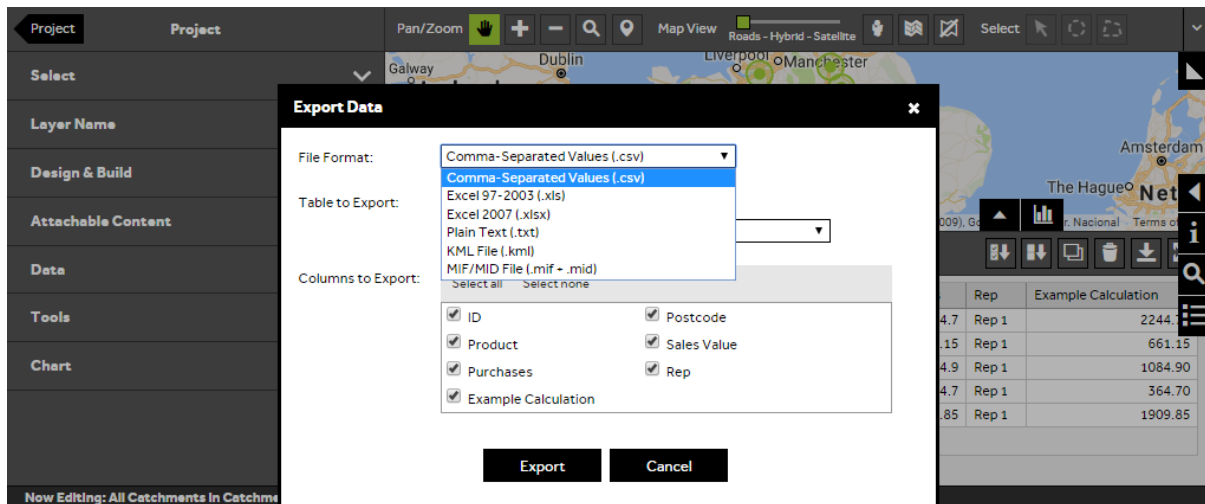 Project
Project
Pan/Zoom
Map View
Roads - Hybrid - Satellite
Select
Select
Galway
Dublin
Liverpool
Manchester
Layer Name
Design & Build
Attachable Content
Data
Tools
Chart
Export Data
File Format:
Comma-Separated Values (.csv)
Comma-Separated Values (.csv)
Excel 97-2003 (.xls)
Excel 2007 (.xlsx)
Plain Text (.txt)
KML File (.kml)
MIF/MID File (.mif + .mid)
Table to Export:
Columns to Export:
Select all Select none
ID
Postcode
Product
Sales Value
Purchases
Rep
Example Calculation
Export
Cancel
Amsterdam
The Hague
Net
009), Go
r. Nacional
Terms of
Rep Example Calculation
4.7 Rep 1 2244.7
.15 Rep 1 661.15
4.9 Rep 1 1084.90
4.7 Rep 1 364.70
.85 Rep 1 1909.85
Now Editing: All Catchments in Catchme